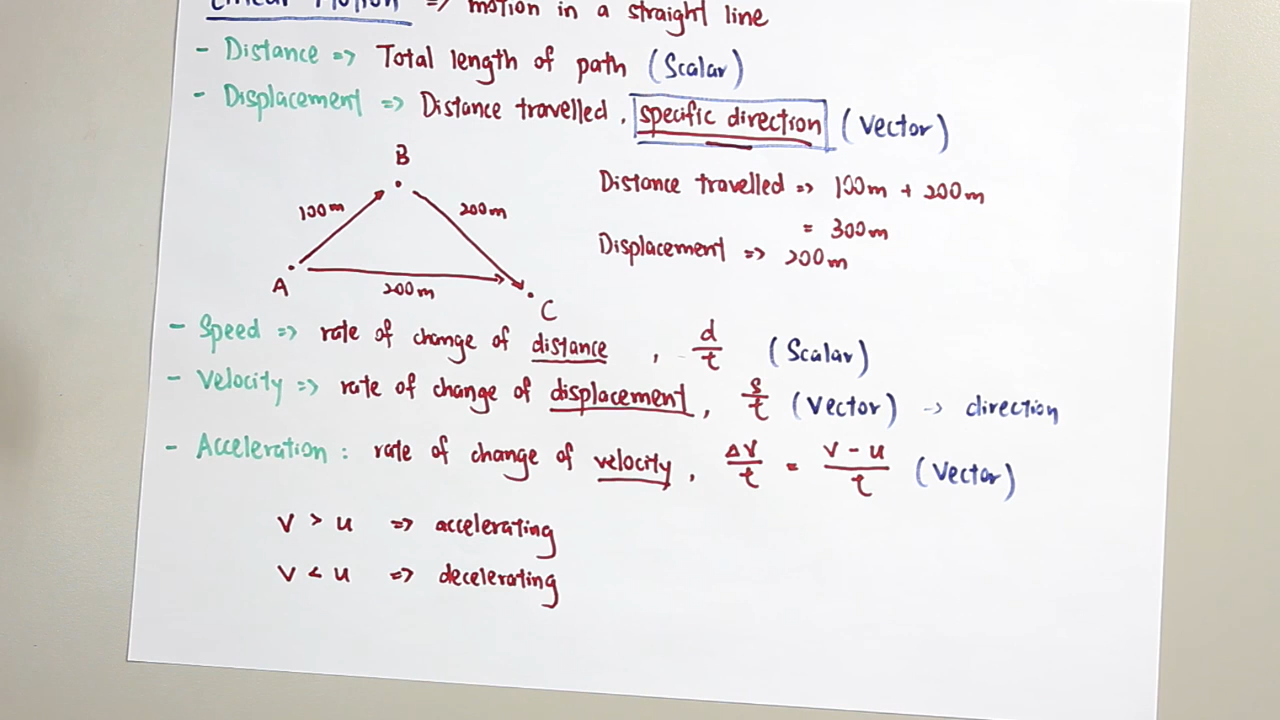 Linear Motion => motion in a straight line
- Distance => Total length of path (Scalar)
- Displacement => Distance travelled, specific direction (Vector)
B
100m 200m
A 200m C
Distance travelled => 100m + 200m
= 300m
Displacement => 200m
- Speed => rate of change of distance, d/t (Scalar)
- Velocity => rate of change of displacement, s/t (Vector) -> direction
- Acceleration: rate of change of velocity, ΔV/t = V - u/t (Vector)
V > u => accelerating
V < u => decelerating